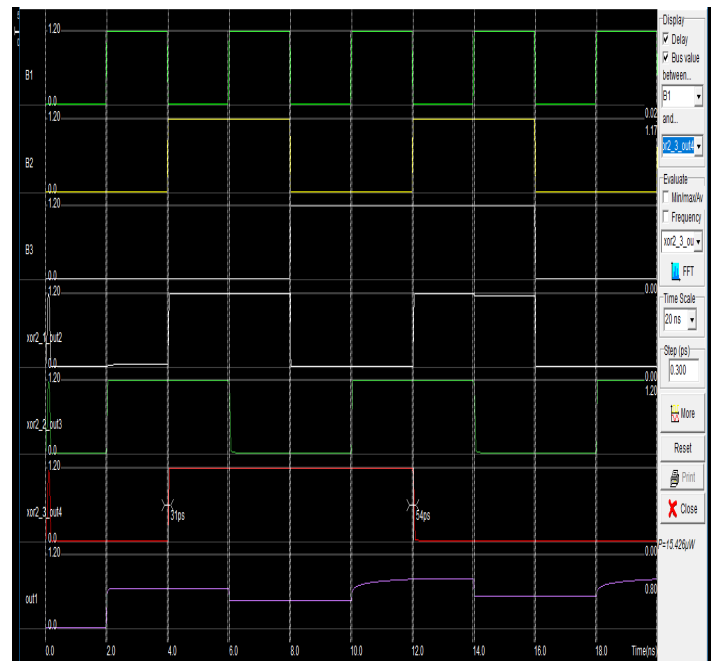 1.20
B1
0.0
1.20
0.02
1.17
B2
0.0
1.20
B3
0.0
1.20
0.00
xor2_1_out2
0.0
1.20
0.00
1.20
xor2_2_out3
0.0
1.20
xor2_3_out4
31ps
54ps
0.0
1.20
0.00
0.80
out1
0.0
0.0 2.0 4.0 6.0 8.0 10.0 12.0 14.0 16.0 18.0 Time(ns)
Display
Delay
Bus value
between...
B1
and...
xr2_3_out4
Evaluate
Min/max/Av
Frequency
xor2_3_ou
FFT
Time Scale
20 ns
Step (ps)
0.300
More
Reset
Print
Close
P=15.426µW